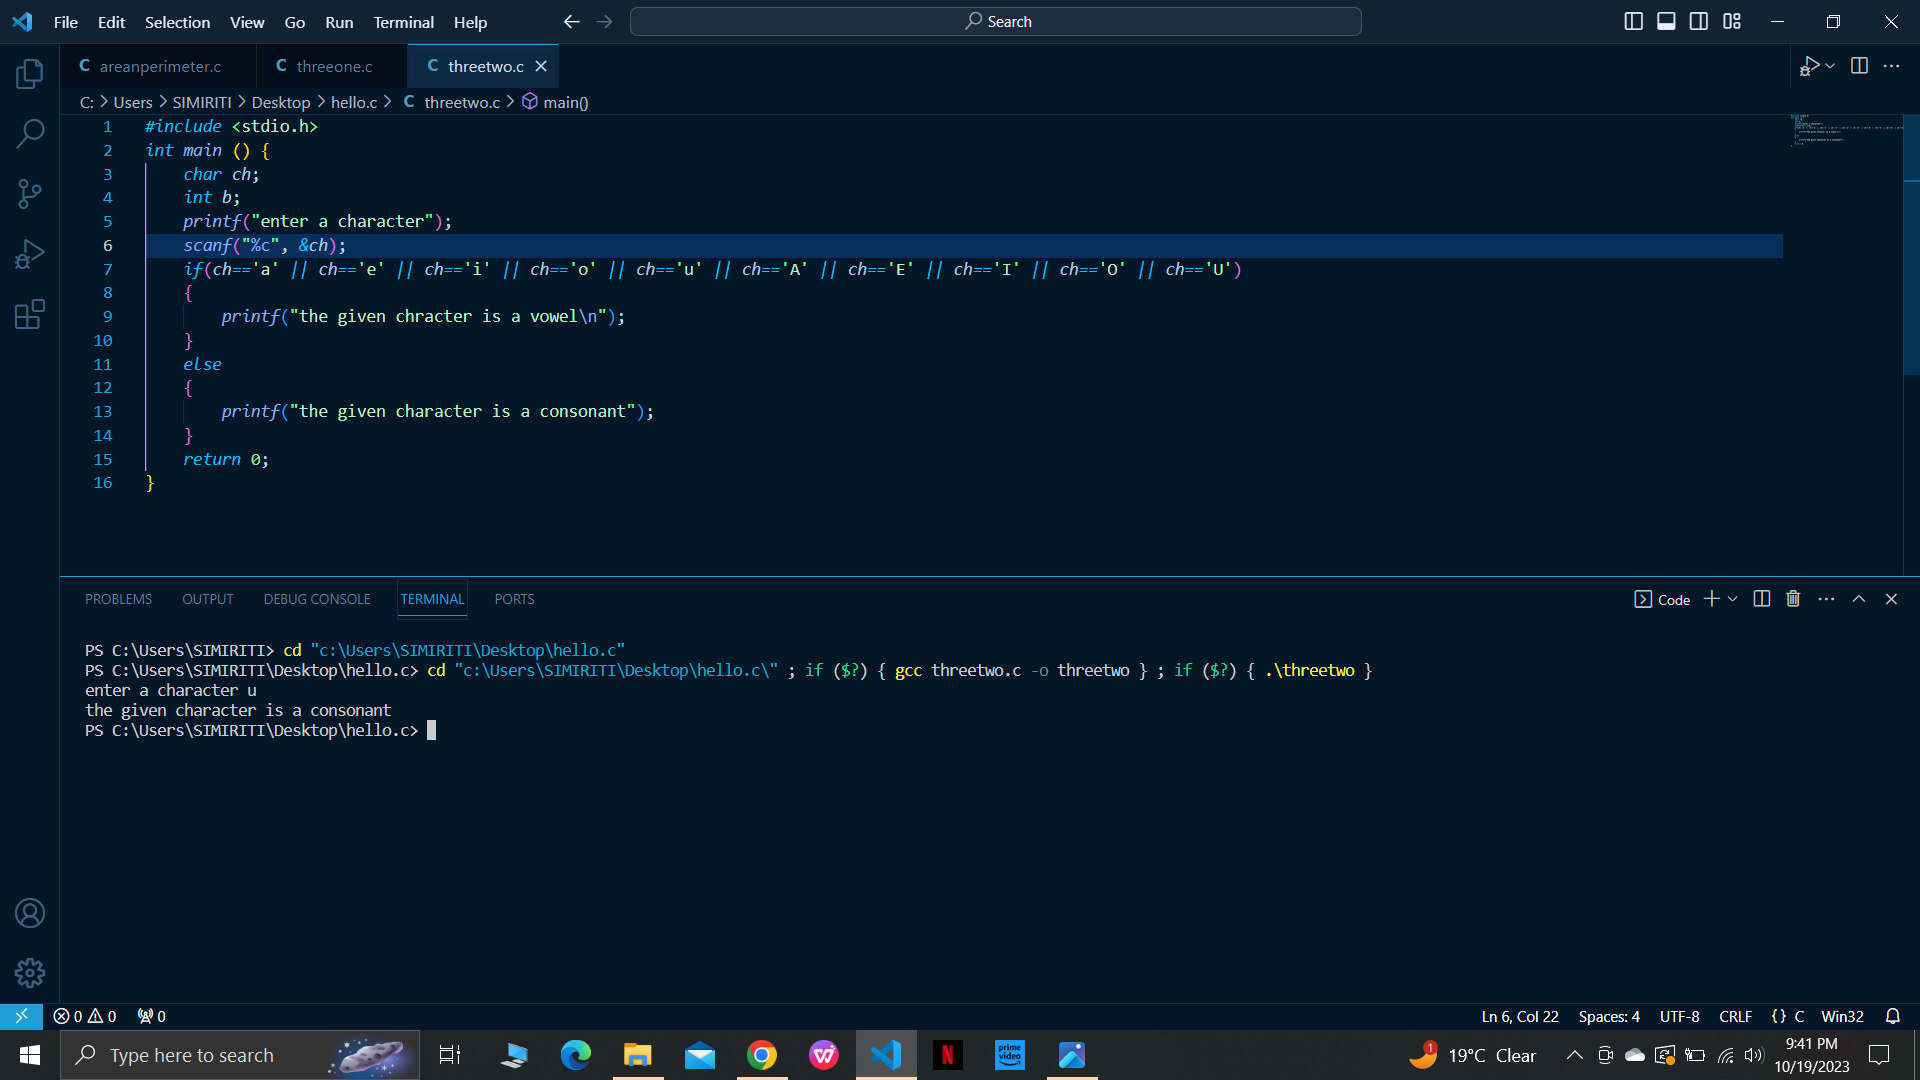 File Edit Selection View Go Run Terminal Help
Search
C areanperimeter.c
C threeone.c
C threetwo.c
C: > Users > SIMIRITI > Desktop > hello.c > C threetwo.c > main()
1 #include <stdio.h>
2 int main () {
3 char ch;
4 int b;
5 printf("enter a character");
6 scanf("%c", &ch);
7 if(ch=='a' || ch=='e' || ch=='i' || ch=='o' || ch=='u' || ch=='A' || ch=='E' || ch=='I' || ch=='O' || ch=='U')
8 {
9 printf("the given chracter is a vowel\n");
10 }
11 else
12 {
13 printf("the given character is a consonant");
14 }
15 return 0;
16 }
PROBLEMS OUTPUT DEBUG CONSOLE TERMINAL PORTS
Code
PS C:\Users\SIMIRITI> cd "c:\Users\SIMIRITI\Desktop\hello.c"
PS C:\Users\SIMIRITI\Desktop\hello.c> cd "c:\Users\SIMIRITI\Desktop\hello.c\" ; if ($?) { gcc threetwo.c -o threetwo } ; if ($?) { .\threetwo }
enter a character u
the given character is a consonant
PS C:\Users\SIMIRITI\Desktop\hello.c>
0 0 0
Ln 6, Col 22 Spaces: 4 UTF-8 CRLF {} C Win32
Type here to search
N
prime video
1
19°C Clear
9:41 PM
10/19/2023